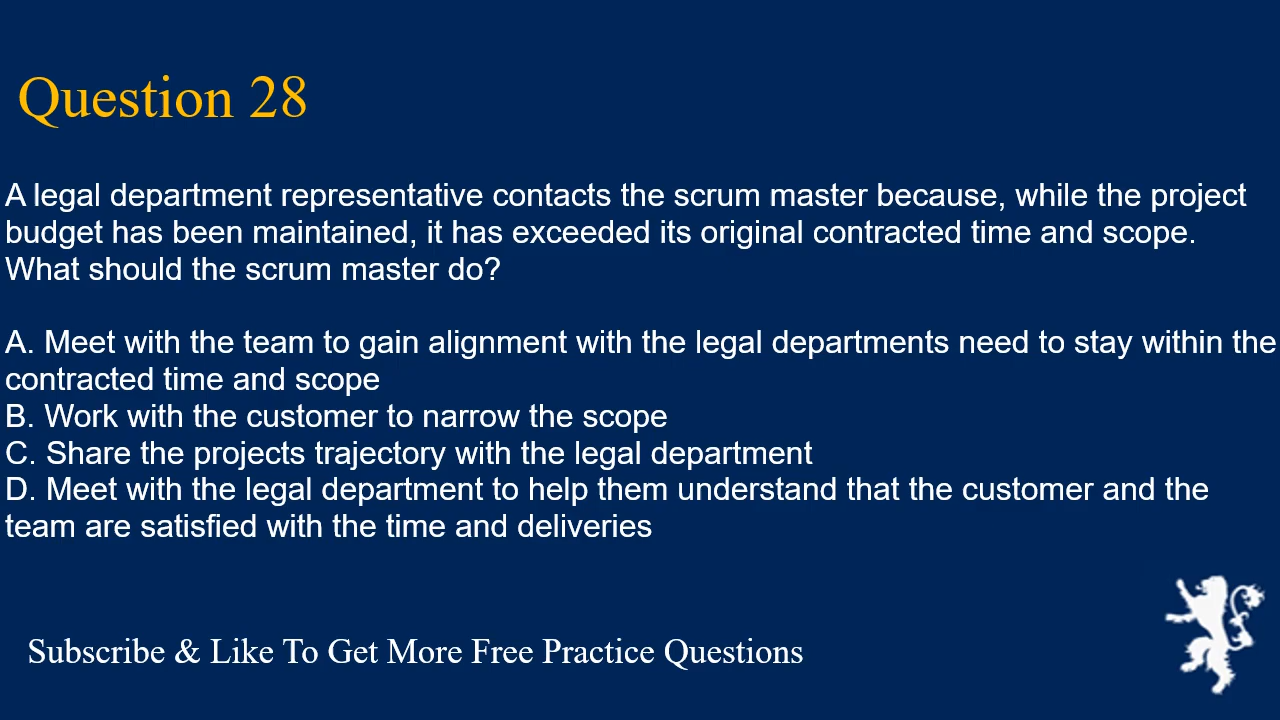 Question 28
A legal department representative contacts the scrum master because, while the project
budget has been maintained, it has exceeded its original contracted time and scope.
What should the scrum master do?
A. Meet with the team to gain alignment with the legal departments need to stay within the
contracted time and scope
B. Work with the customer to narrow the scope
C. Share the projects trajectory with the legal department
D. Meet with the legal department to help them understand that the customer and the
team are satisfied with the time and deliveries
Subscribe & Like To Get More Free Practice Questions